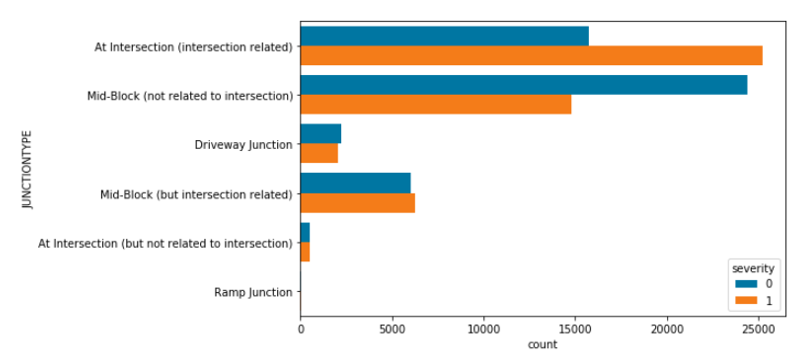 At Intersection (intersection related)
Mid-Block (not related to intersection)
Driveway Junction
Mid-Block (but intersection related)
At Intersection (but not related to intersection)
Ramp Junction
JUNCTIONTYPE
severity
0
1
0 5000 10000 15000 20000 25000
count